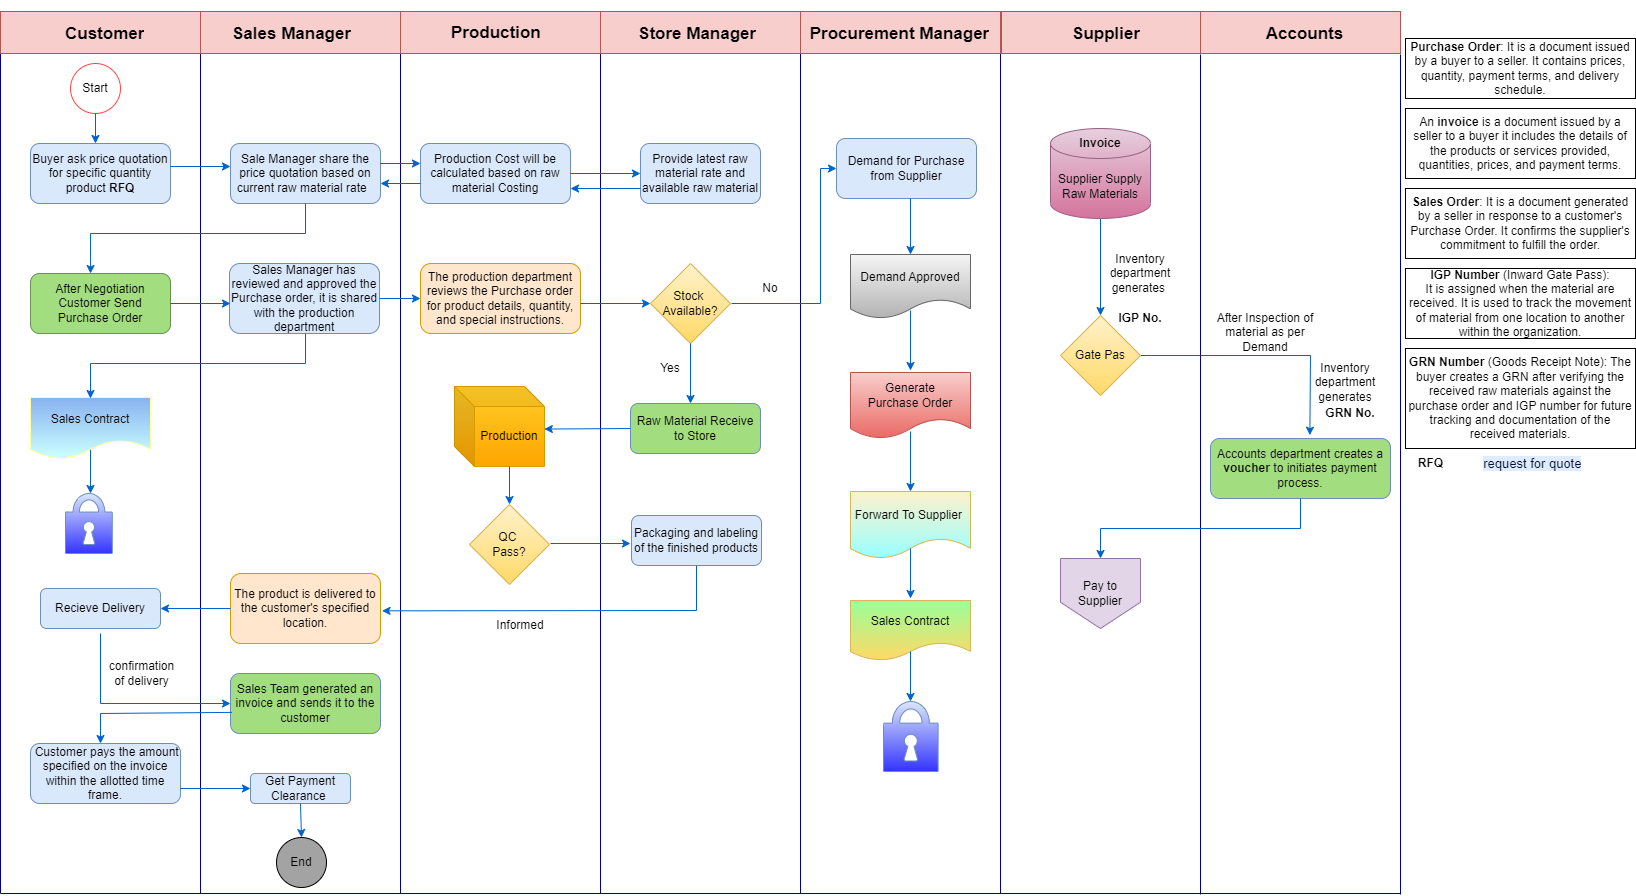 Customer
Sales Manager
Production
Store Manager
Procurement Manager
Supplier
Accounts
Start
Buyer ask price quotation
for specific quantity
product RFQ
Sale Manager share the
price quotation based on
current raw material rate
Production Cost will be
calculated based on raw
material Costing
Provide latest raw
material rate and
available raw material
Demand for Purchase
from Supplier
Invoice
Supplier Supply
Raw Materials
After Negotiation
Customer Send
Purchase Order
Sales Manager has
reviewed and approved the
Purchase order, it is shared
with the production
department
The production department
reviews the Purchase order
for product details, quantity,
and special instructions.
Stock
Available?
No
Yes
Demand Approved
Inventory
department
generates
IGP No.
Gate Pas
After Inspection of
material as per
Demand
Inventory
department
generates
GRN No.
Sales Contract
Production
Raw Material Receive
to Store
Generate
Purchase Order
Accounts department creates a
voucher to initiates payment
process.
QC
Pass?
Packaging and labeling
of the finished products
Forward To Supplier
Pay to
Supplier
Recieve Delivery
The product is delivered to
the customer's specified
location.
Informed
Sales Contract
confirmation
of delivery
Sales Team generated an
invoice and sends it to the
customer
Customer pays the amount
specified on the invoice
within the allotted time
frame.
Get Payment
Clearance
End
Purchase Order: It is a document issued
by a buyer to a seller. It contains prices,
quantity, payment terms, and delivery
schedule.
An invoice is a document issued by a
seller to a buyer it includes the details of
the products or services provided,
quantities, prices, and payment terms.
Sales Order: It is a document generated
by a seller in response to a customer's
Purchase Order. It confirms the supplier's
commitment to fulfill the order.
IGP Number (Inward Gate Pass):
It is assigned when the material are
received. It is used to track the movement
of material from one location to another
within the organization.
GRN Number (Goods Receipt Note): The
buyer creates a GRN after verifying the
received raw materials against the
purchase order and IGP number for future
tracking and documentation of the
received materials.
RFQ request for quote